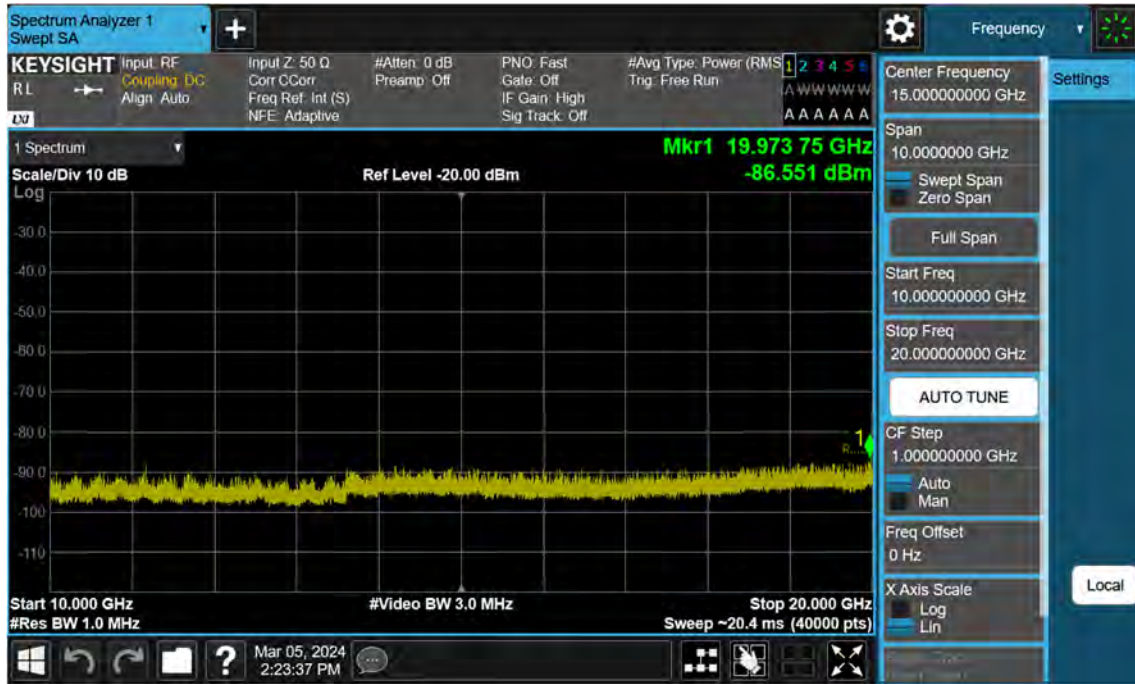 Spectrum Analyzer 1
Swept SA
Frequency
KEYSIGHT
RL
LXI
Input: RF
Coupling: DC
Align: Auto
Input Z: 50 Ω
Corr CCorr
Freq Ref: Int (S)
NFE: Adaptive
#Atten: 0 dB
Preamp: Off
PNO: Fast
Gate: Off
IF Gain: High
Sig Track: Off
#Avg Type: Power (RMS
Trig: Free Run
1 2 3 4 5 6
A W W W W W
A A A A A A
1 Spectrum
Mkr1 19.973 75 GHz
-86.551 dBm
Scale/Div 10 dB
Ref Level -20.00 dBm
Log
-30.0
-40.0
-50.0
-60.0
-70.0
-80.0
-90.0
-100
-110
1
Start 10.000 GHz
#Video BW 3.0 MHz
Stop 20.000 GHz
#Res BW 1.0 MHz
Sweep ~20.4 ms (40000 pts)
?
Mar 05, 2024
2:23:37 PM
Center Frequency
15.000000000 GHz
Settings
Span
10.0000000 GHz
Swept Span
Zero Span
Full Span
Start Freq
10.000000000 GHz
Stop Freq
20.000000000 GHz
AUTO TUNE
CF Step
1.000000000 GHz
Auto
Man
Freq Offset
0 Hz
X Axis Scale
Log
Lin
Local